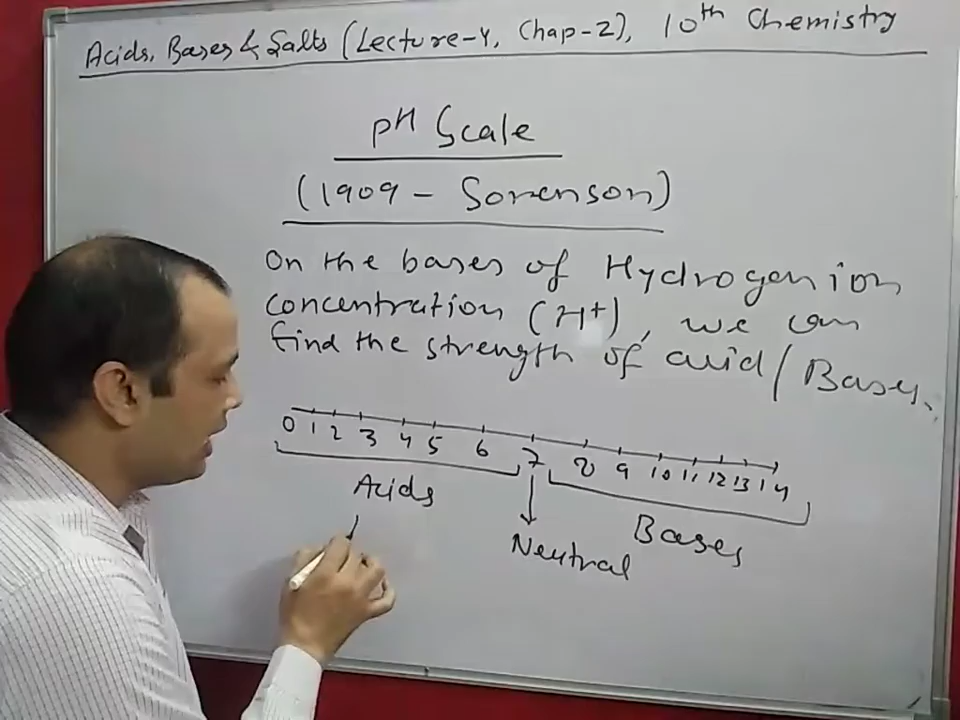 Acids, Bases & Salts (Lecture-4, Chap-2), 10th Chemistry
pH Scale
(1909 - Sorenson)
On the bases of Hydrogen ion
concentration (H+), we can
find the strength of acid / Bases.
0 1 2 3 4 5 6 7 8 9 10 11 12 13 14
Acids
Bases
Neutral